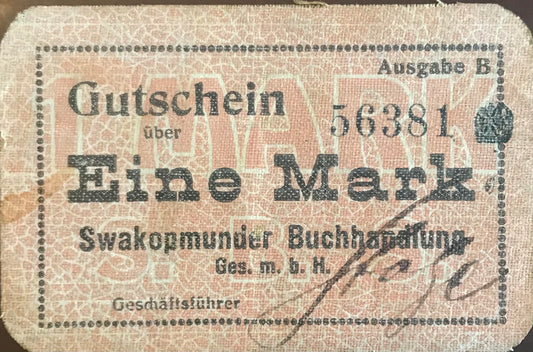 Ausgabe B
Gutschein
56381
über
Eine Mark
Swakopmunder Buchhandlung
Ges. m. b. H.
Geschäftsführer